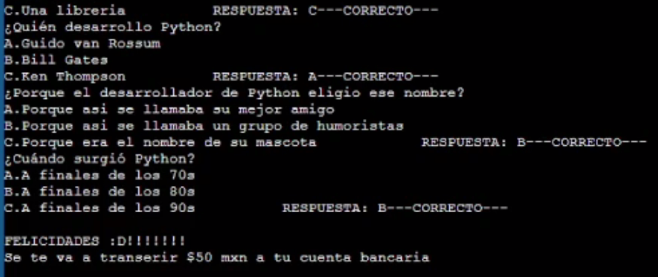 C.Una libreria RESPUESTA: C---CORRECTO---
¿Quién desarrollo Python?
A.Guido van Rossum
B.Bill Gates
C.Ken Thompson RESPUESTA: A---CORRECTO---
¿Porque el desarrollador de Python eligio ese nombre?
A.Porque asi se llamaba su mejor amigo
B.Porque asi se llamaba un grupo de humoristas
C.Porque era el nombre de su mascota RESPUESTA: B---CORRECTO---
¿Cuándo surgió Python?
A.A finales de los 70s
B.A finales de los 80s
C.A finales de los 90s RESPUESTA: B---CORRECTO---
FELICIDADES :D!!!!!!!
Se te va a transerir $50 mxn a tu cuenta bancaria